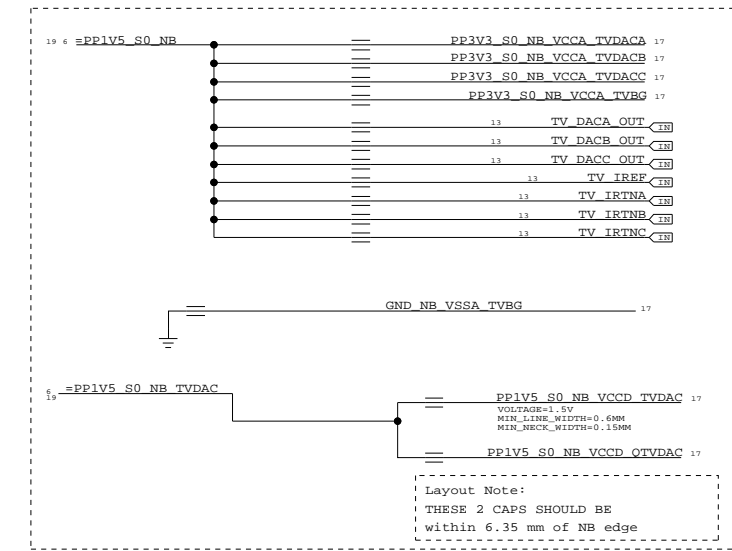 19 6 =PP1V5_S0_NB
PP3V3_S0_NB_VCCA_TVDACA 17
PP3V3_S0_NB_VCCA_TVDACB 17
PP3V3_S0_NB_VCCA_TVDACC 17
PP3V3_S0_NB_VCCA_TVBG 17
13 TV_DACA_OUT IN
13 TV_DACB_OUT IN
13 TV_DACC_OUT IN
13 TV_IREF IN
13 TV_IRTNA IN
13 TV_IRTNB IN
13 TV_IRTNC IN
GND_NB_VSSA_TVBG 17
6 19 =PP1V5_S0_NB_TVDAC
PP1V5_S0_NB_VCCD_TVDAC 17
VOLTAGE=1.5V
MIN_LINE_WIDTH=0.6MM
MIN_NECK_WIDTH=0.15MM
PP1V5_S0_NB_VCCD_QTVDAC 17
Layout Note:
THESE 2 CAPS SHOULD BE
within 6.35 mm of NB edge